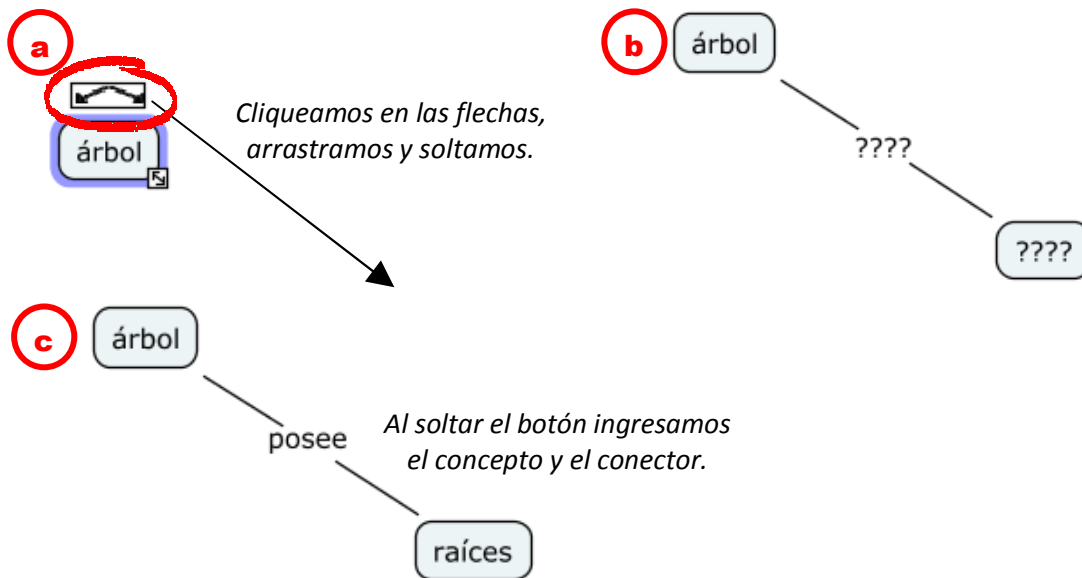 a
árbol
Cliqueamos en las flechas,
arrastramos y soltamos.
b
árbol
????
????
c
árbol
posee
raíces
Al soltar el botón ingresamos
el concepto y el conector.